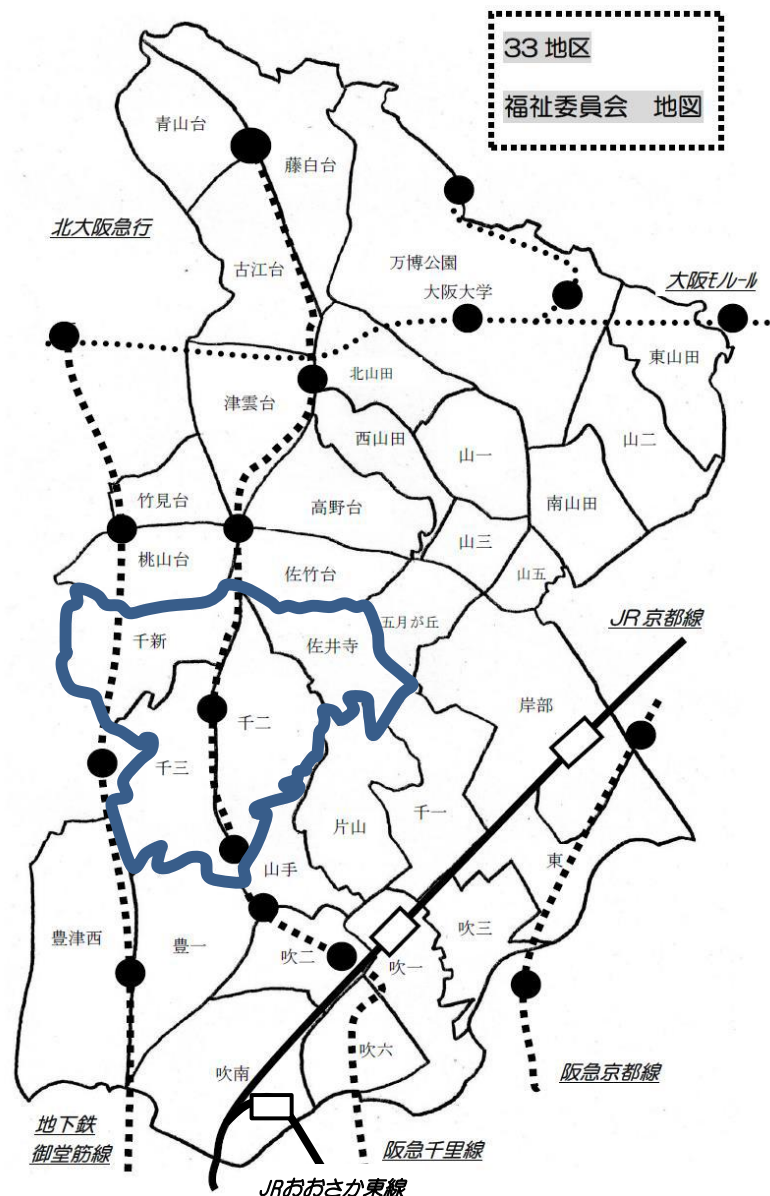 33 地区
福祉委員会 地図
青山台
藤白台
北大阪急行
古江台
万博公園
大阪大学
大阪モノルール
東山田
北山田
津雲台
西山田
山一
山二
竹見台
高野台
南山田
山三
桃山台
佐竹台
山五
五月が丘
千新
佐井寺
JR京都線
岸部
千二
千三
片山
千一
東
山手
豊津西
豊一
吹二
吹三
吹一
吹六
吹南
阪急京都線
地下鉄
御堂筋線
阪急千里線
JRおおさか東線